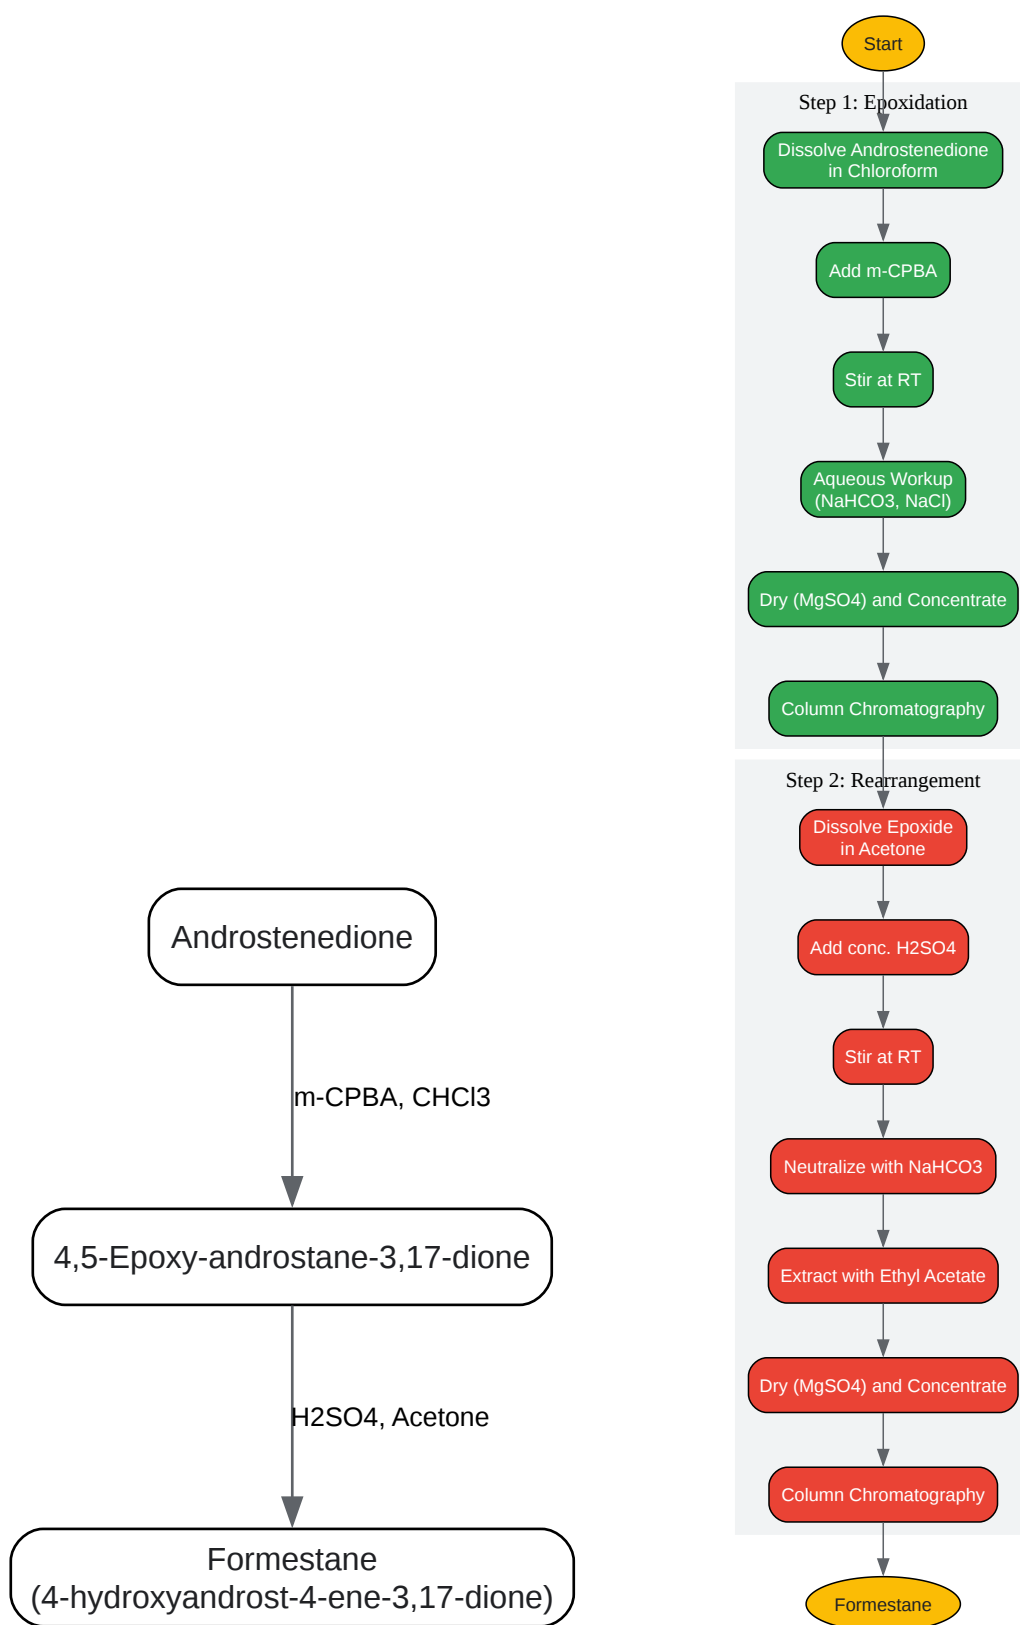 Androstenedione
m-CPBA, CHCl3
4,5-Epoxy-androstane-3,17-dione
H2SO4, Acetone
Formestane
(4-hydroxyandrost-4-ene-3,17-dione)
Start
Step 1: Epoxidation
Dissolve Androstenedione
in Chloroform
Add m-CPBA
Stir at RT
Aqueous Workup
(NaHCO3, NaCl)
Dry (MgSO4) and Concentrate
Column Chromatography
Step 2: Rearrangement
Dissolve Epoxide
in Acetone
Add conc. H2SO4
Stir at RT
Neutralize with NaHCO3
Extract with Ethyl Acetate
Dry (MgSO4) and Concentrate
Column Chromatography
Formestane